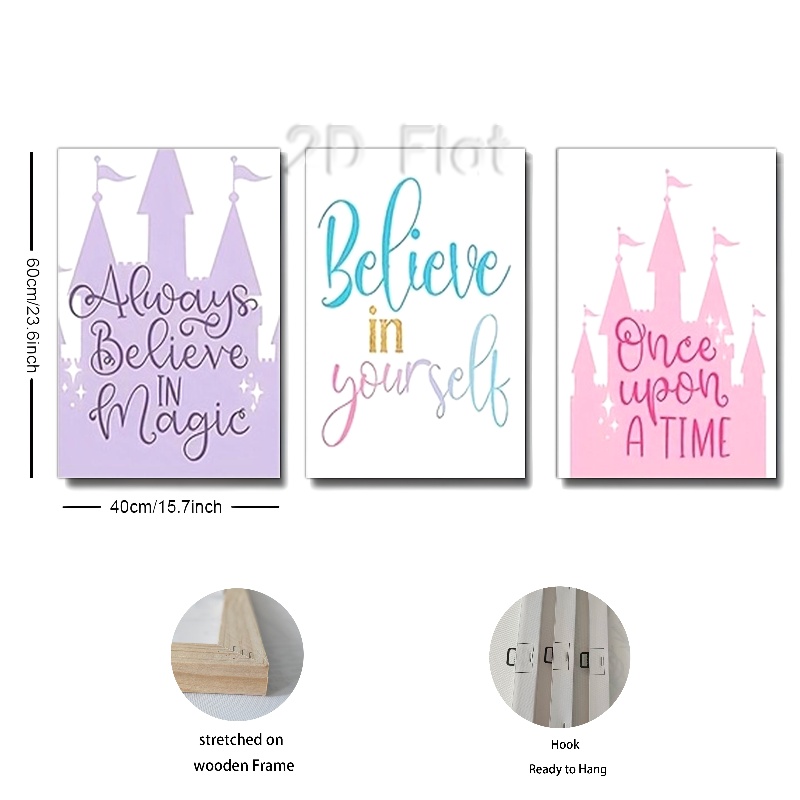 2D Flat
Always
Believe
IN
Magic
Believe
in
yourself
Once
upon
A TIME
60cm/23.6inch
40cm/15.7inch
stretched on
wooden Frame
Hook
Ready to Hang